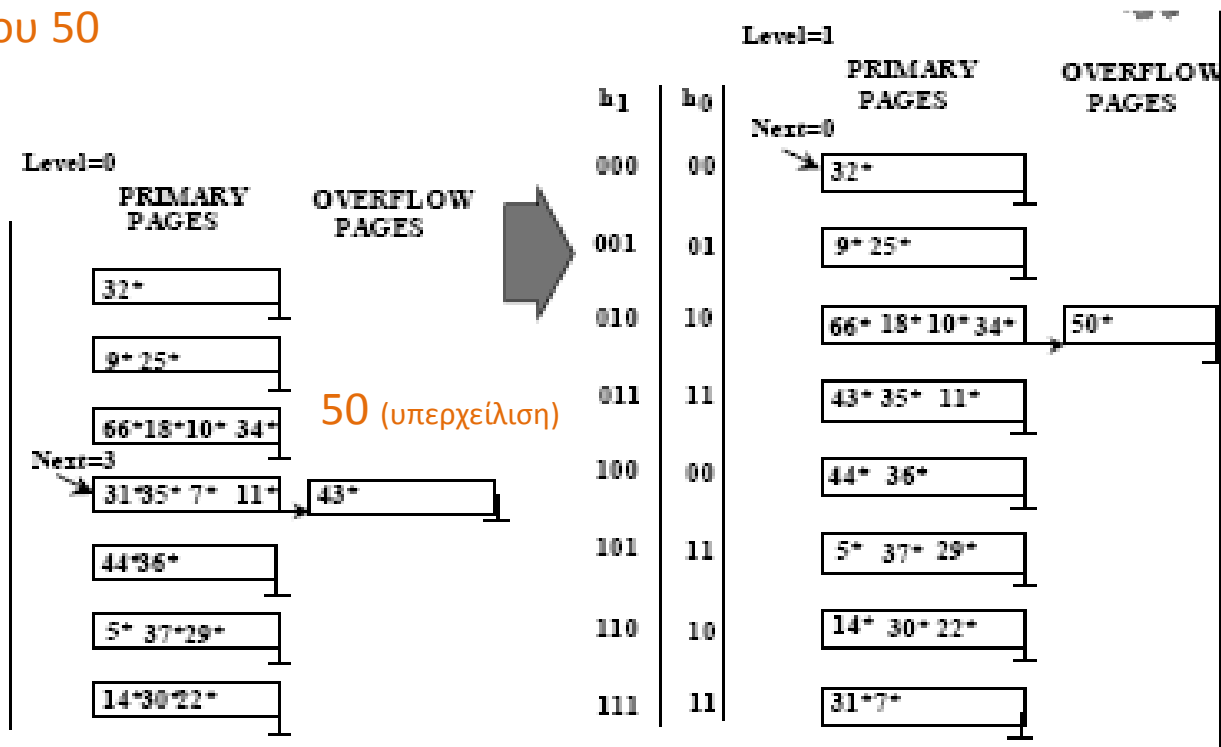 ου 50
Level=0
PRIMARY
PAGES
OVERFLOW
PAGES
32*
9* 25*
66*18*10* 34*
50 (υπερχείλιση)
Next=3
31*35* 7* 11*
43*
44*36*
5* 37*29*
14*30*22*
Level=1
h1 h0
PRIMARY
PAGES
OVERFLOW
PAGES
Next=0
000 00 32*
001 01 9* 25*
010 10 66* 18* 10* 34* 50*
011 11 43* 35* 11*
100 00 44* 36*
101 11 5* 37* 29*
110 10 14* 30* 22*
111 11 31*7*